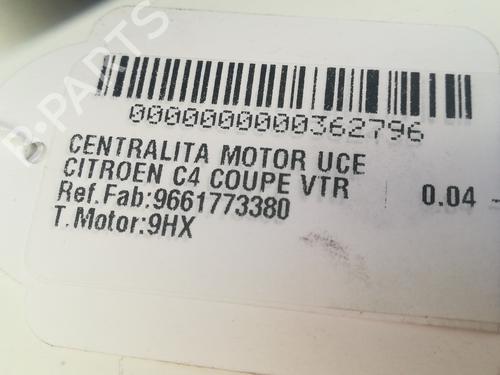 B-PARTS
0000000000362796
CENTRALITA MOTOR UCE
CITROEN C4 COUPE VTR
Ref.Fab:9661773380
T.Motor:9HX
0.04 -